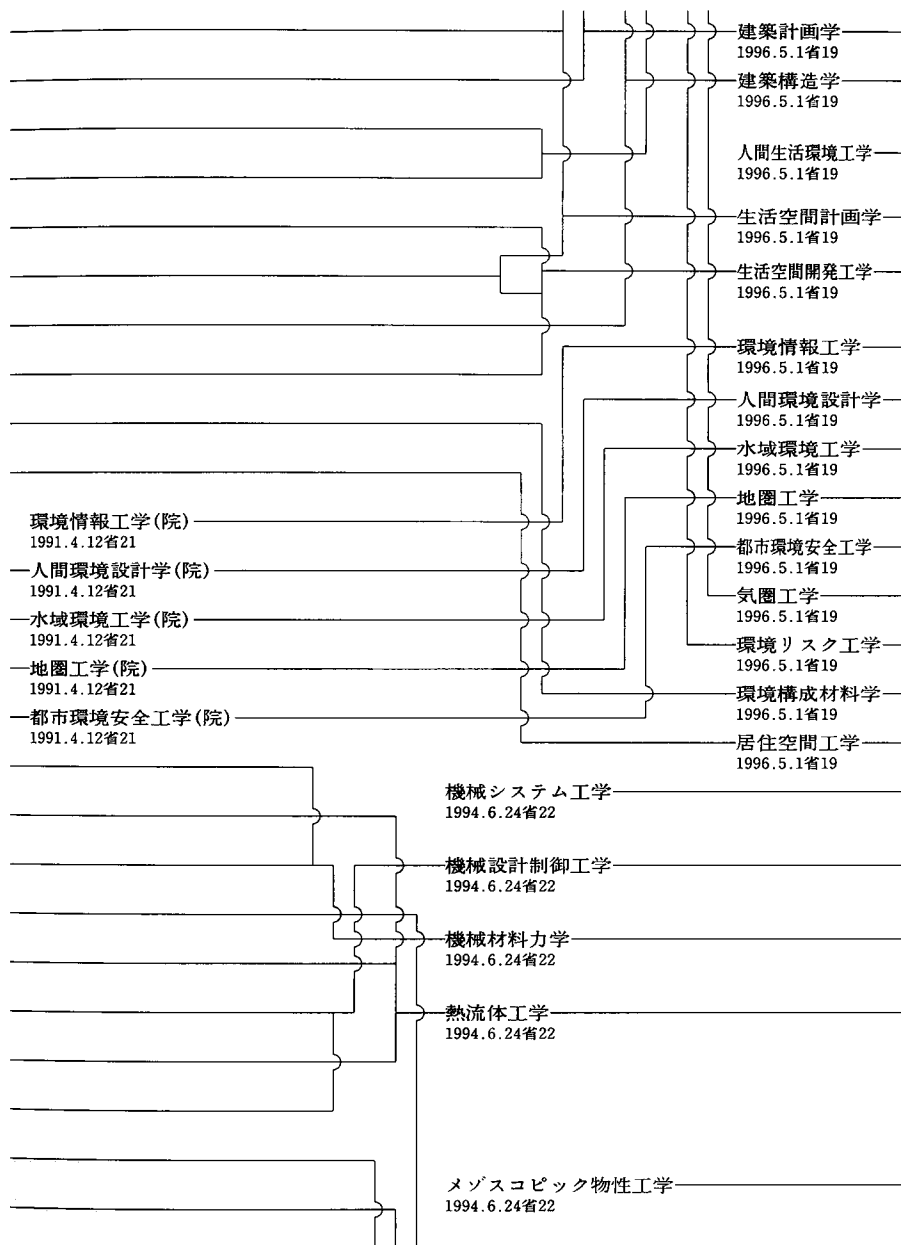 建築計画学
1996.5.1省19
建築構造学
1996.5.1省19
人間生活環境工学
1996.5.1省19
生活空間計画学
1996.5.1省19
生活空間開発工学
1996.5.1省19
環境情報工学
1996.5.1省19
人間環境設計学
1996.5.1省19
水域環境工学
1996.5.1省19
地圏工学
1996.5.1省19
都市環境安全工学
1996.5.1省19
気圏工学
1996.5.1省19
環境リスク工学
1996.5.1省19
環境構成材料学
1996.5.1省19
居住空間工学
1996.5.1省19
環境情報工学(院)
1991.4.12省21
人間環境設計学(院)
1991.4.12省21
水域環境工学(院)
1991.4.12省21
地圏工学(院)
1991.4.12省21
都市環境安全工学(院)
1991.4.12省21
機械システム工学
1994.6.24省22
機械設計制御工学
1994.6.24省22
機械材料力学
1994.6.24省22
熱流体工学
1994.6.24省22
メゾスコピック物性工学
1994.6.24省22